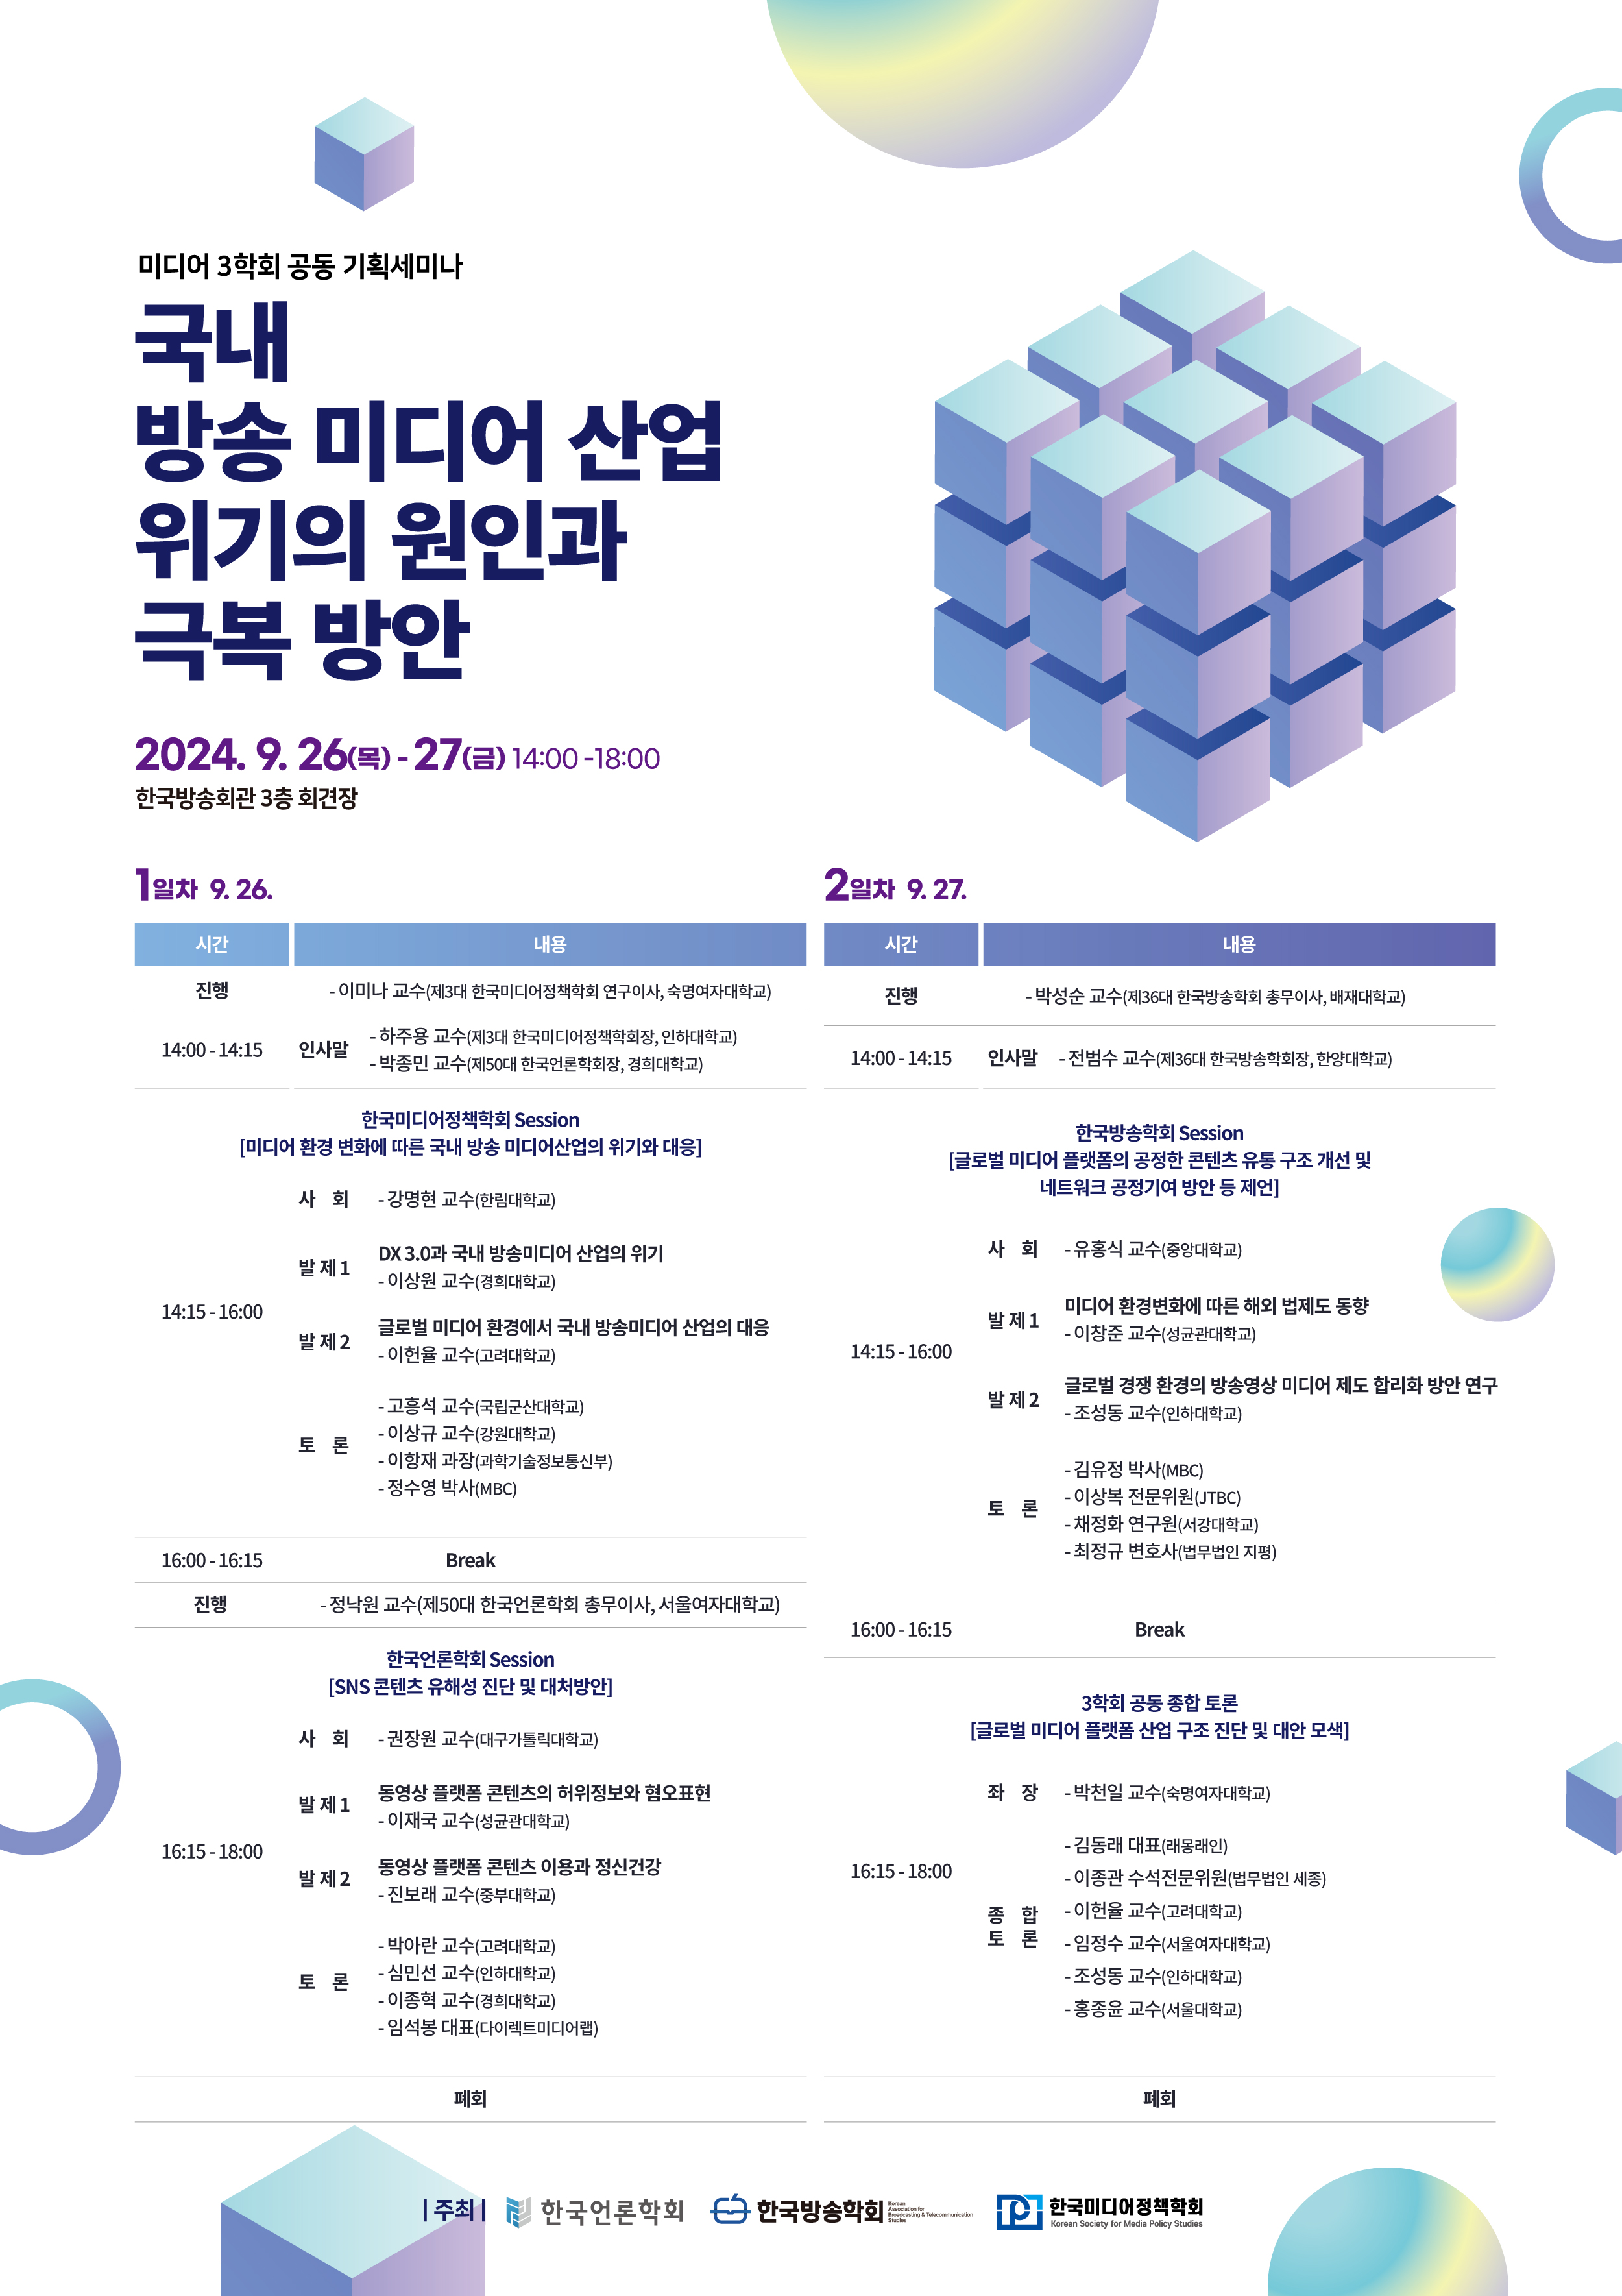 미디어 3학회 공동 기획세미나
국내
방송 미디어 산업
위기의 원인과
극복 방안
2024. 9. 26(목) - 27(금) 14:00 -18:00
한국방송회관 3층 회견장
1일차 9. 26.
시간 내용
진행 - 이미나 교수(제3대 한국미디어정책학회 연구이사, 숙명여자대학교)
14:00 - 14:15 인사말
- 하주용 교수(제3대 한국미디어정책학회장, 인하대학교)
- 박종민 교수(제50대 한국언론학회장, 경희대학교)
14:15 - 16:00
한국미디어정책학회 Session
[미디어 환경 변화에 따른 국내 방송 미디어산업의 위기와 대응]
사 회 - 강명현 교수(한림대학교)
발 제 1
DX 3.0과 국내 방송미디어 산업의 위기
- 이상원 교수(경희대학교)
발 제 2
글로벌 미디어 환경에서 국내 방송미디어 산업의 대응
- 이헌율 교수(고려대학교)
토 론
- 고흥석 교수(국립군산대학교)
- 이상규 교수(강원대학교)
- 이항재 과장(과학기술정보통신부)
- 정수영 박사(MBC)
16:00 - 16:15 Break
진행 - 정낙원 교수(제50대 한국언론학회 총무이사, 서울여자대학교)
16:15 - 18:00
한국언론학회 Session
[SNS 콘텐츠 유해성 진단 및 대처방안]
사 회 - 권장원 교수(대구가톨릭대학교)
발 제 1
동영상 플랫폼 콘텐츠의 허위정보와 혐오표현
- 이재국 교수(성균관대학교)
발 제 2
동영상 플랫폼 콘텐츠 이용과 정신건강
- 진보래 교수(중부대학교)
토 론
- 박아란 교수(고려대학교)
- 심민선 교수(인하대학교)
- 이종혁 교수(경희대학교)
- 임석봉 대표(다이렉트미디어랩)
폐회
2일차 9. 27.
시간 내용
진행 - 박성순 교수(제36대 한국방송학회 총무이사, 배재대학교)
14:00 - 14:15 인사말 - 전범수 교수(제36대 한국방송학회장, 한양대학교)
14:15 - 16:00
한국방송학회 Session
[글로벌 미디어 플랫폼의 공정한 콘텐츠 유통 구조 개선 및
네트워크 공정기여 방안 등 제언]
사 회 - 유홍식 교수(중앙대학교)
발 제 1
미디어 환경변화에 따른 해외 법제도 동향
- 이창준 교수(성균관대학교)
발 제 2
글로벌 경쟁 환경의 방송영상 미디어 제도 합리화 방안 연구
- 조성동 교수(인하대학교)
토 론
- 김유정 박사(MBC)
- 이상복 전문위원(JTBC)
- 채정화 연구원(서강대학교)
- 최정규 변호사(법무법인 지평)
16:00 - 16:15 Break
16:15 - 18:00
3학회 공동 종합 토론
[글로벌 미디어 플랫폼 산업 구조 진단 및 대안 모색]
좌 장 - 박천일 교수(숙명여자대학교)
종 합
토 론
- 김동래 대표(래몽래인)
- 이종관 수석전문위원(법무법인 세종)
- 이헌율 교수(고려대학교)
- 임정수 교수(서울여자대학교)
- 조성동 교수(인하대학교)
- 홍종윤 교수(서울대학교)
폐회
| 주최 |
한국언론학회
한국방송학회
Korean
Association for
Broadcasting & Telecommunication
Studies
한국미디어정책학회
Korean Society for Media Policy Studies